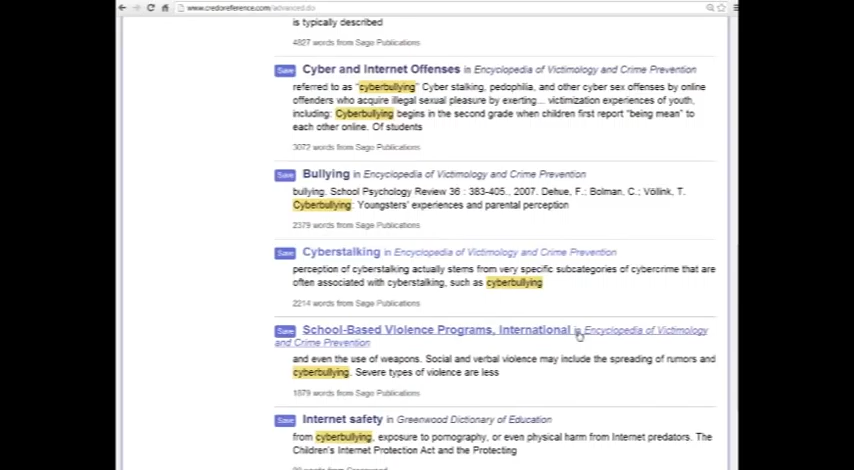 www.credoreference.com/advanced.do
is typically described
4827 words from Sage Publications
Save Cyber and Internet Offenses in Encyclopedia of Victimology and Crime Prevention
referred to as "cyberbullying" Cyber stalking, pedophilia, and other cyber sex offenses by online
offenders who acquire illegal sexual pleasure by exerting... victimization experiences of youth,
including: Cyberbullying begins in the second grade when children first report "being mean" to
each other online. Of students
3072 words from Sage Publications
Save Bullying in Encyclopedia of Victimology and Crime Prevention
bullying. School Psychology Review 36 : 383-405., 2007. Dehue, F.; Bolman, C.; Völlink, T.
Cyberbullying: Youngsters' experiences and parental perception
2379 words from Sage Publications
Save Cyberstalking in Encyclopedia of Victimology and Crime Prevention
perception of cyberstalking actually stems from very specific subcategories of cybercrime that are
often associated with cyberstalking, such as cyberbullying
2214 words from Sage Publications
Save School-Based Violence Programs, International in Encyclopedia of Victimology
and Crime Prevention
and even the use of weapons. Social and verbal violence may include the spreading of rumors and
cyberbullying. Severe types of violence are less
1879 words from Sage Publications
Save Internet safety in Greenwood Dictionary of Education
from cyberbullying, exposure to pornography, or even physical harm from Internet predators. The
Children's Internet Protection Act and the Protecting
words from Greenwood